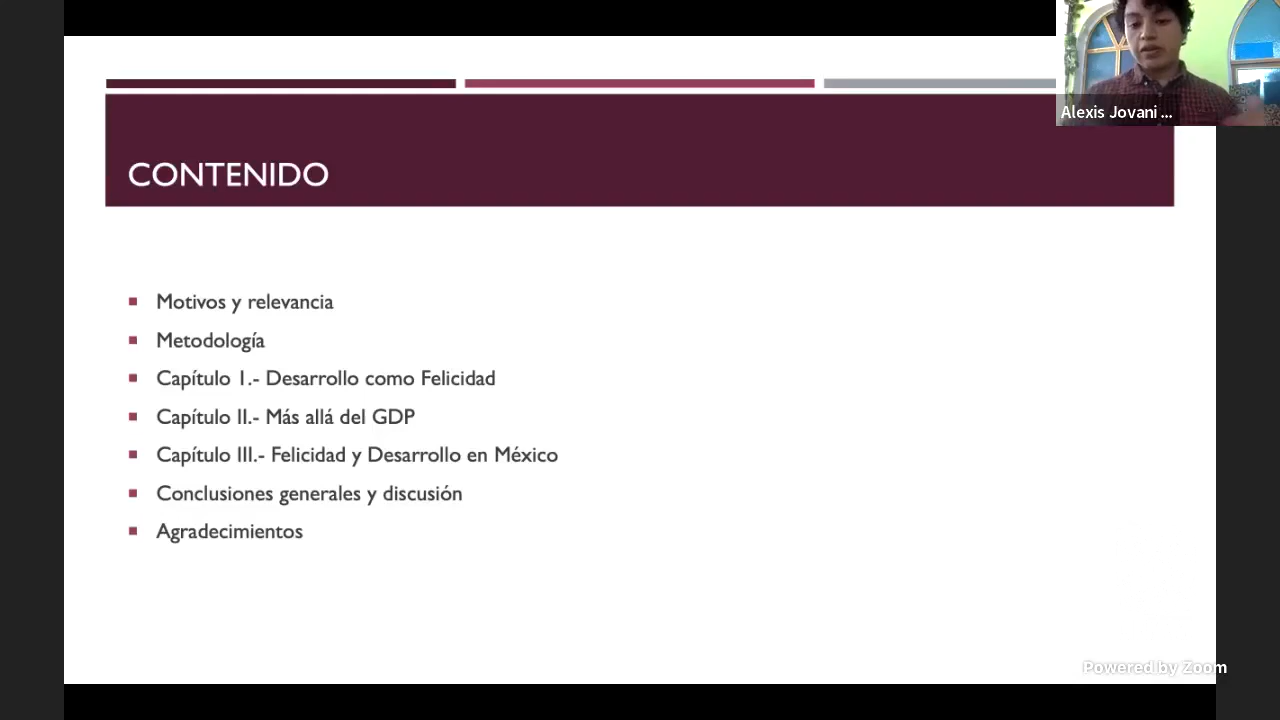 Alexis Jovani ...
CONTENIDO
Motivos y relevancia
Metodología
Capítulo 1.- Desarrollo como Felicidad
Capítulo II.- Más allá del GDP
Capítulo III.- Felicidad y Desarrollo en México
Conclusiones generales y discusión
Agradecimientos
Powered by Zoom